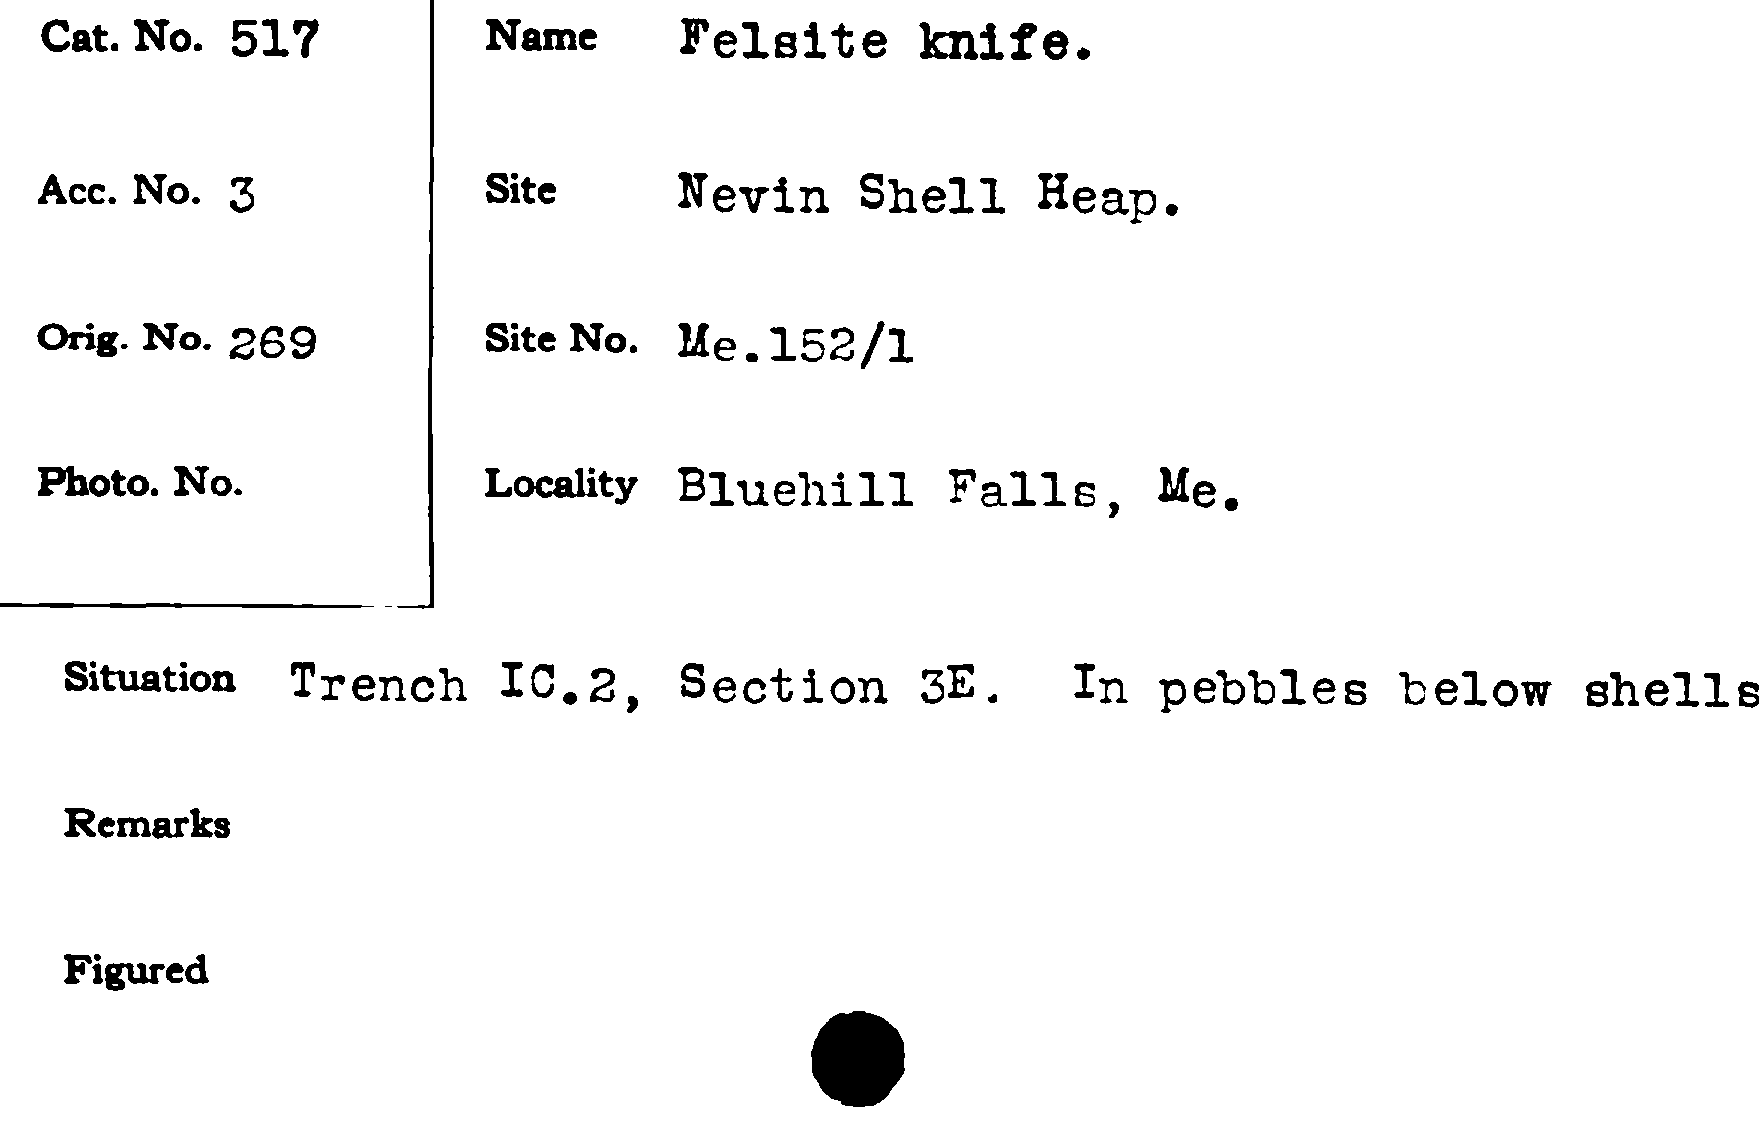 Cat. No. 517
Acc. No. 3
Orig. No. 269
Photo. No.
Name Felsite knife.
Site Nevin Shell Heap.
Site No. Me.152/1
Locality Bluehill Falls, Me.
Situation Trench IC.2, Section 3E. In pebbles below shells
Remarks
Figured